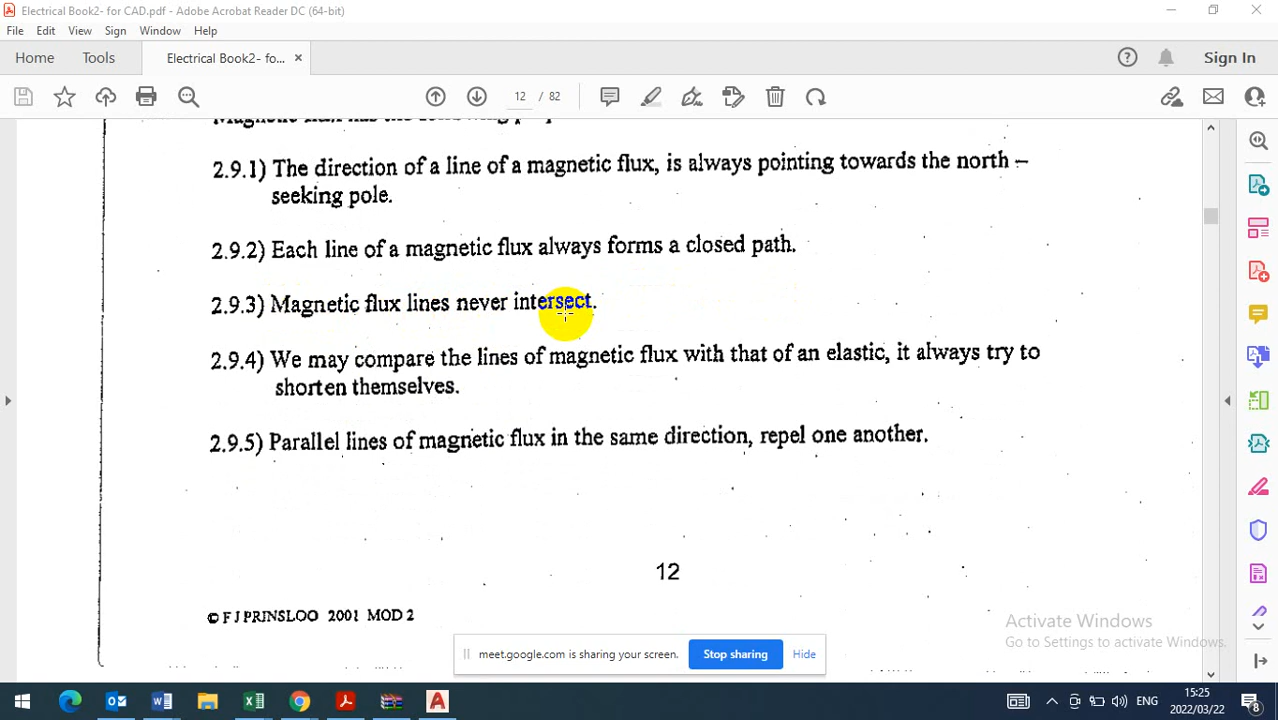 Electrical Book2- for CAD.pdf - Adobe Acrobat Reader DC (64-bit)
File Edit View Sign Window Help
Home Tools Electrical Book2- fo... × Sign In
12 / 82
Magnetic flux has the following
2.9.1) The direction of a line of a magnetic flux, is always pointing towards the north –
seeking pole.
2.9.2) Each line of a magnetic flux always forms a closed path.
2.9.3) Magnetic flux lines never intersect.
2.9.4) We may compare the lines of magnetic flux with that of an elastic, it always try to
shorten themselves.
2.9.5) Parallel lines of magnetic flux in the same direction, repel one another.
12
© F J PRINSLOO 2001 MOD 2
Activate Windows
Go to Settings to activate Windows.
meet.google.com is sharing your screen. Stop sharing Hide
ENG
15:25
2022/03/22
8